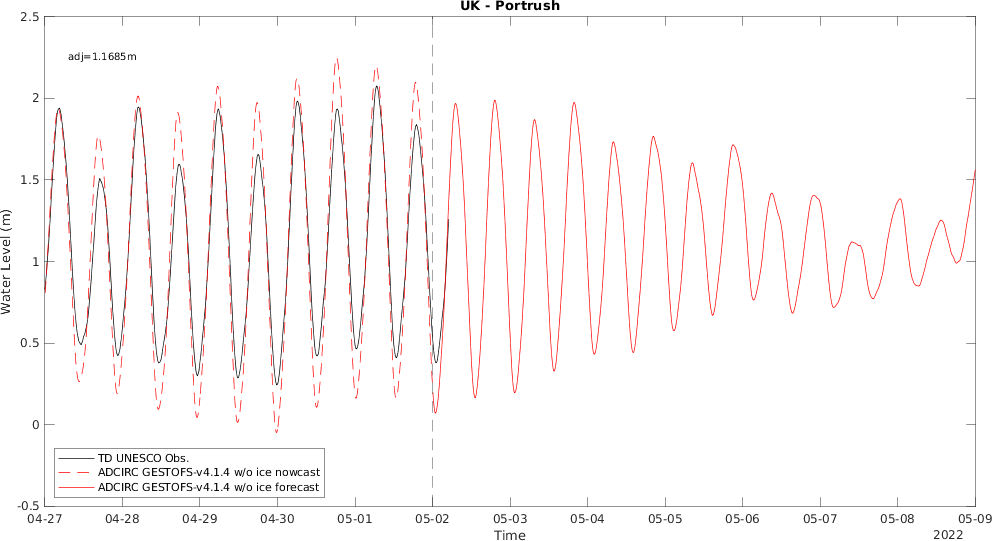 UK - Portrush
adj=1.1685m
2.5
2
1.5
1
0.5
0
-0.5
Water Level (m)
TD UNESCO Obs.
ADCIRC GESTOFS-v4.1.4 w/o ice nowcast
ADCIRC GESTOFS-v4.1.4 w/o ice forecast
04-27 04-28 04-29 04-30 05-01 05-02 05-03 05-04 05-05 05-06 05-07 05-08 05-09
Time
2022